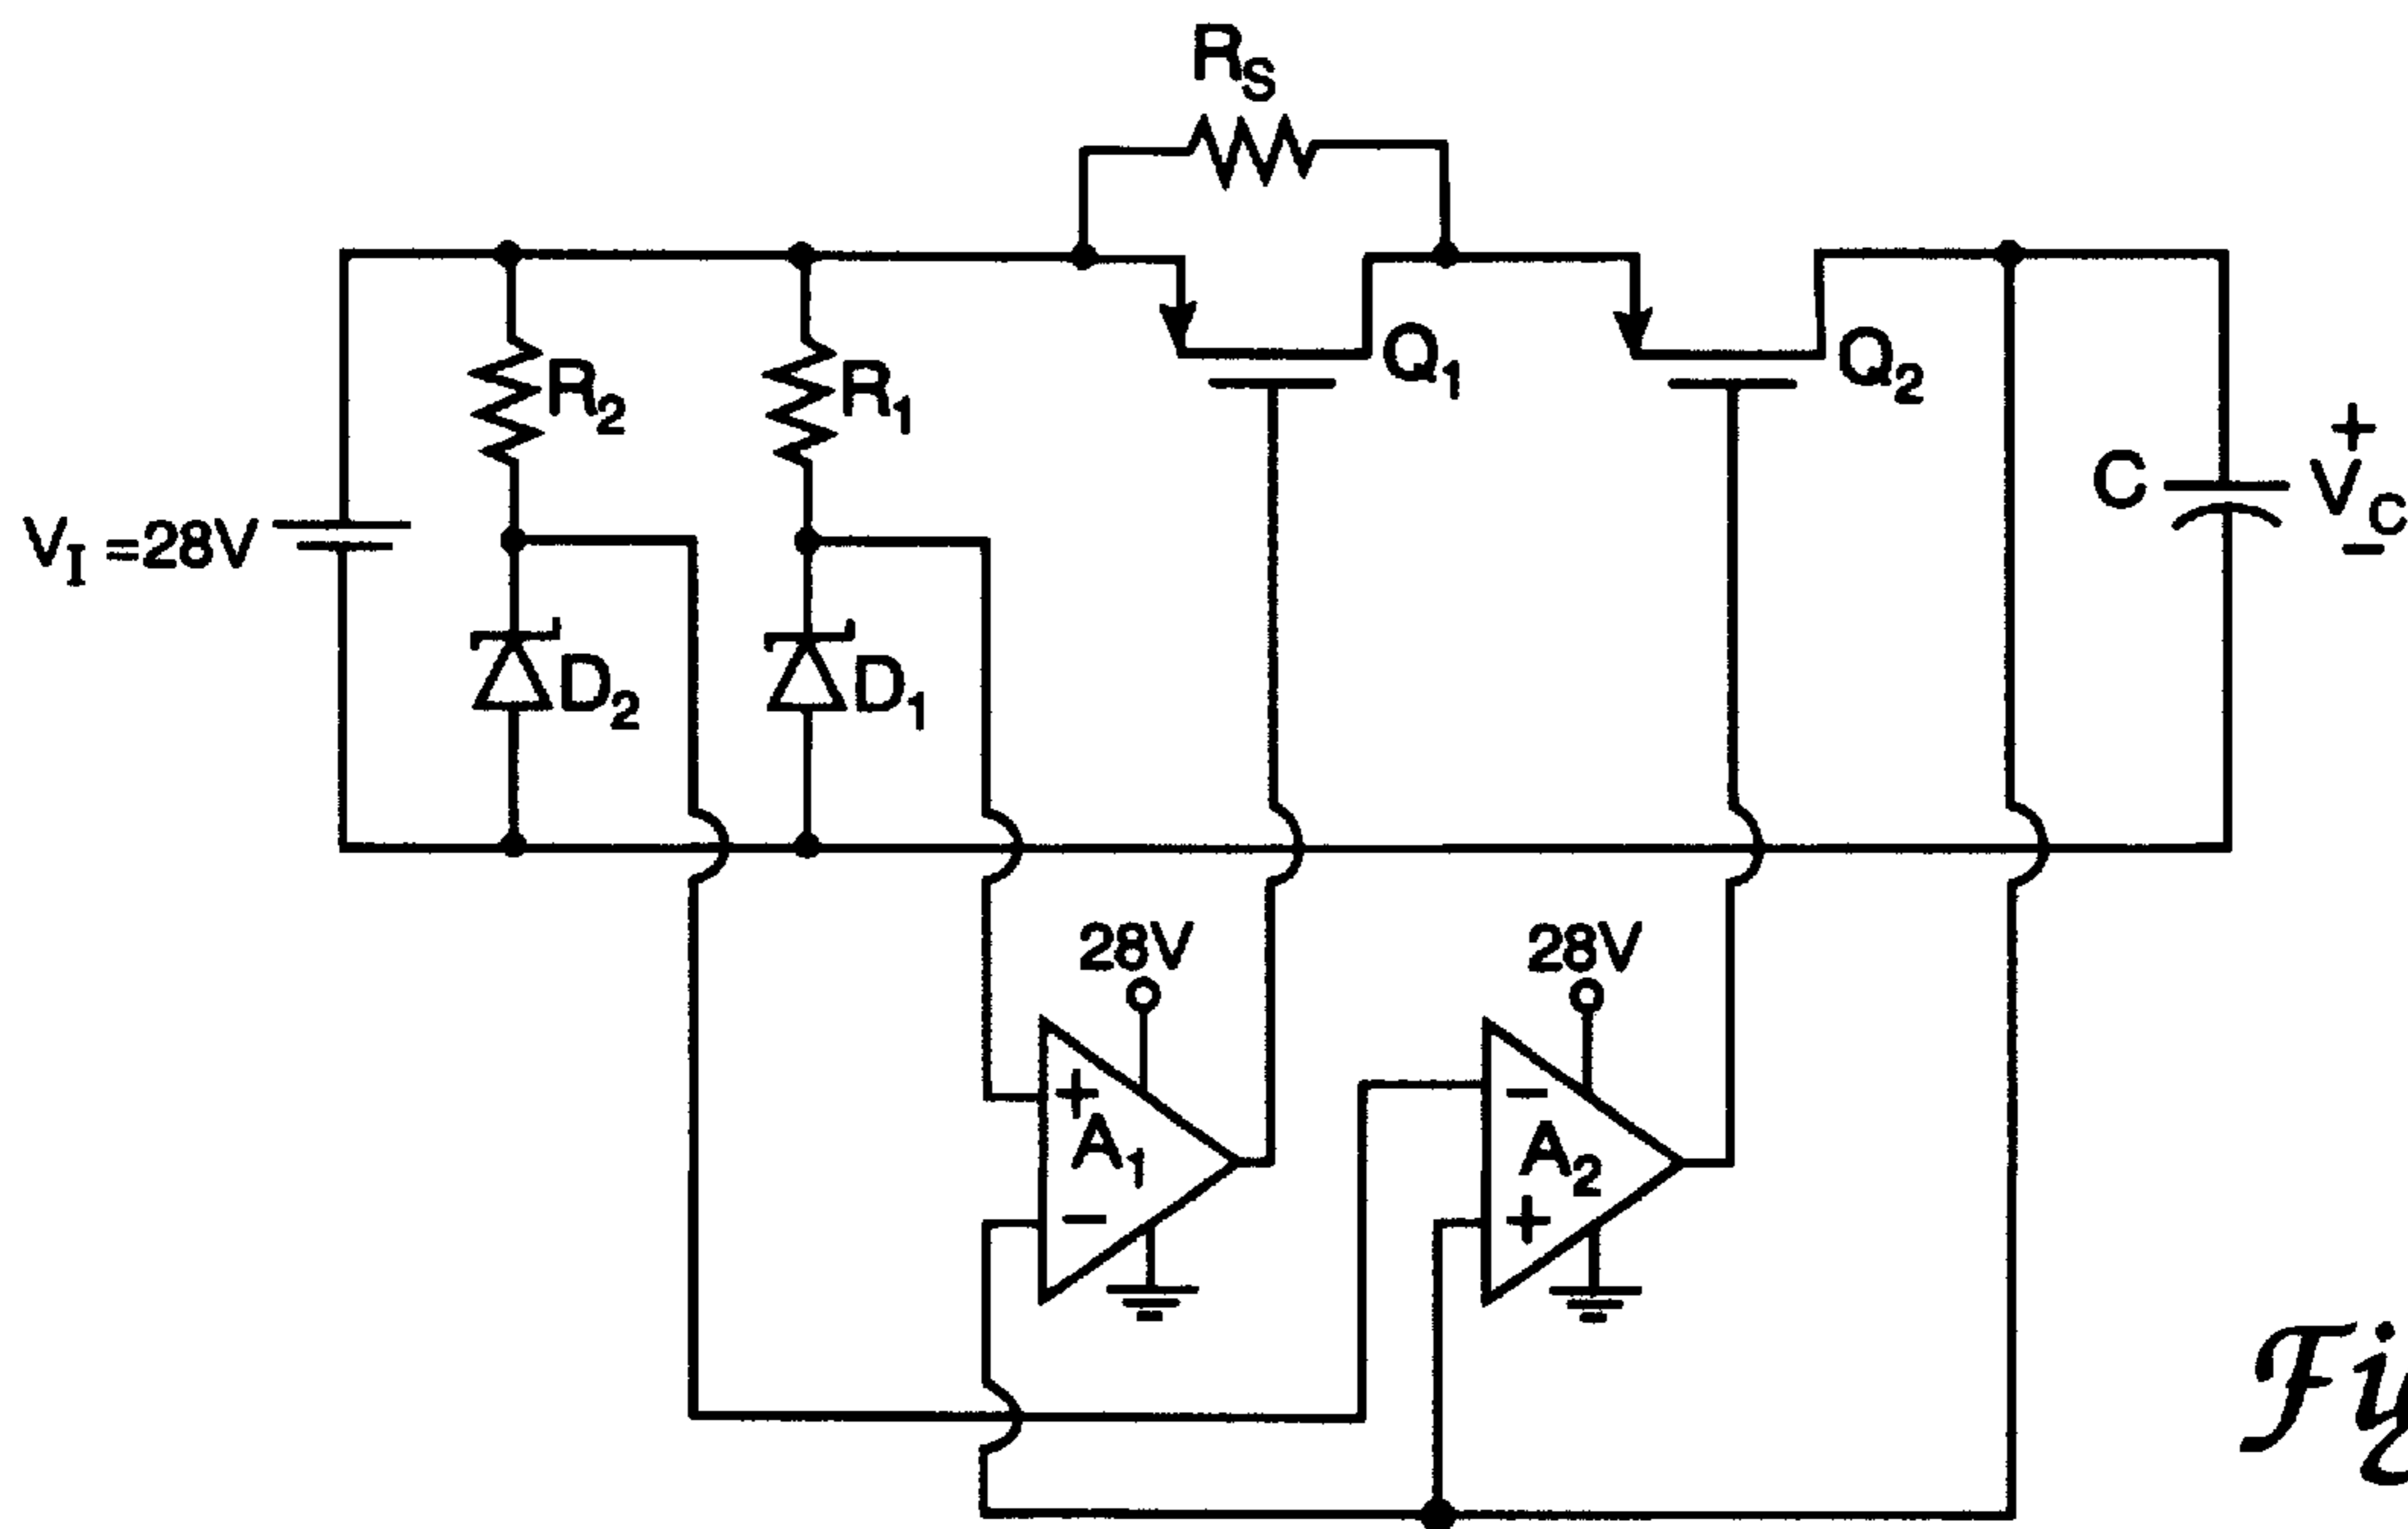 R_S
R_2
R_1
Q_1
Q_2
V_I =28V
C
+
V_C
−
D_2
D_1
28V
28V
+
A_1
−
−
A_2
+